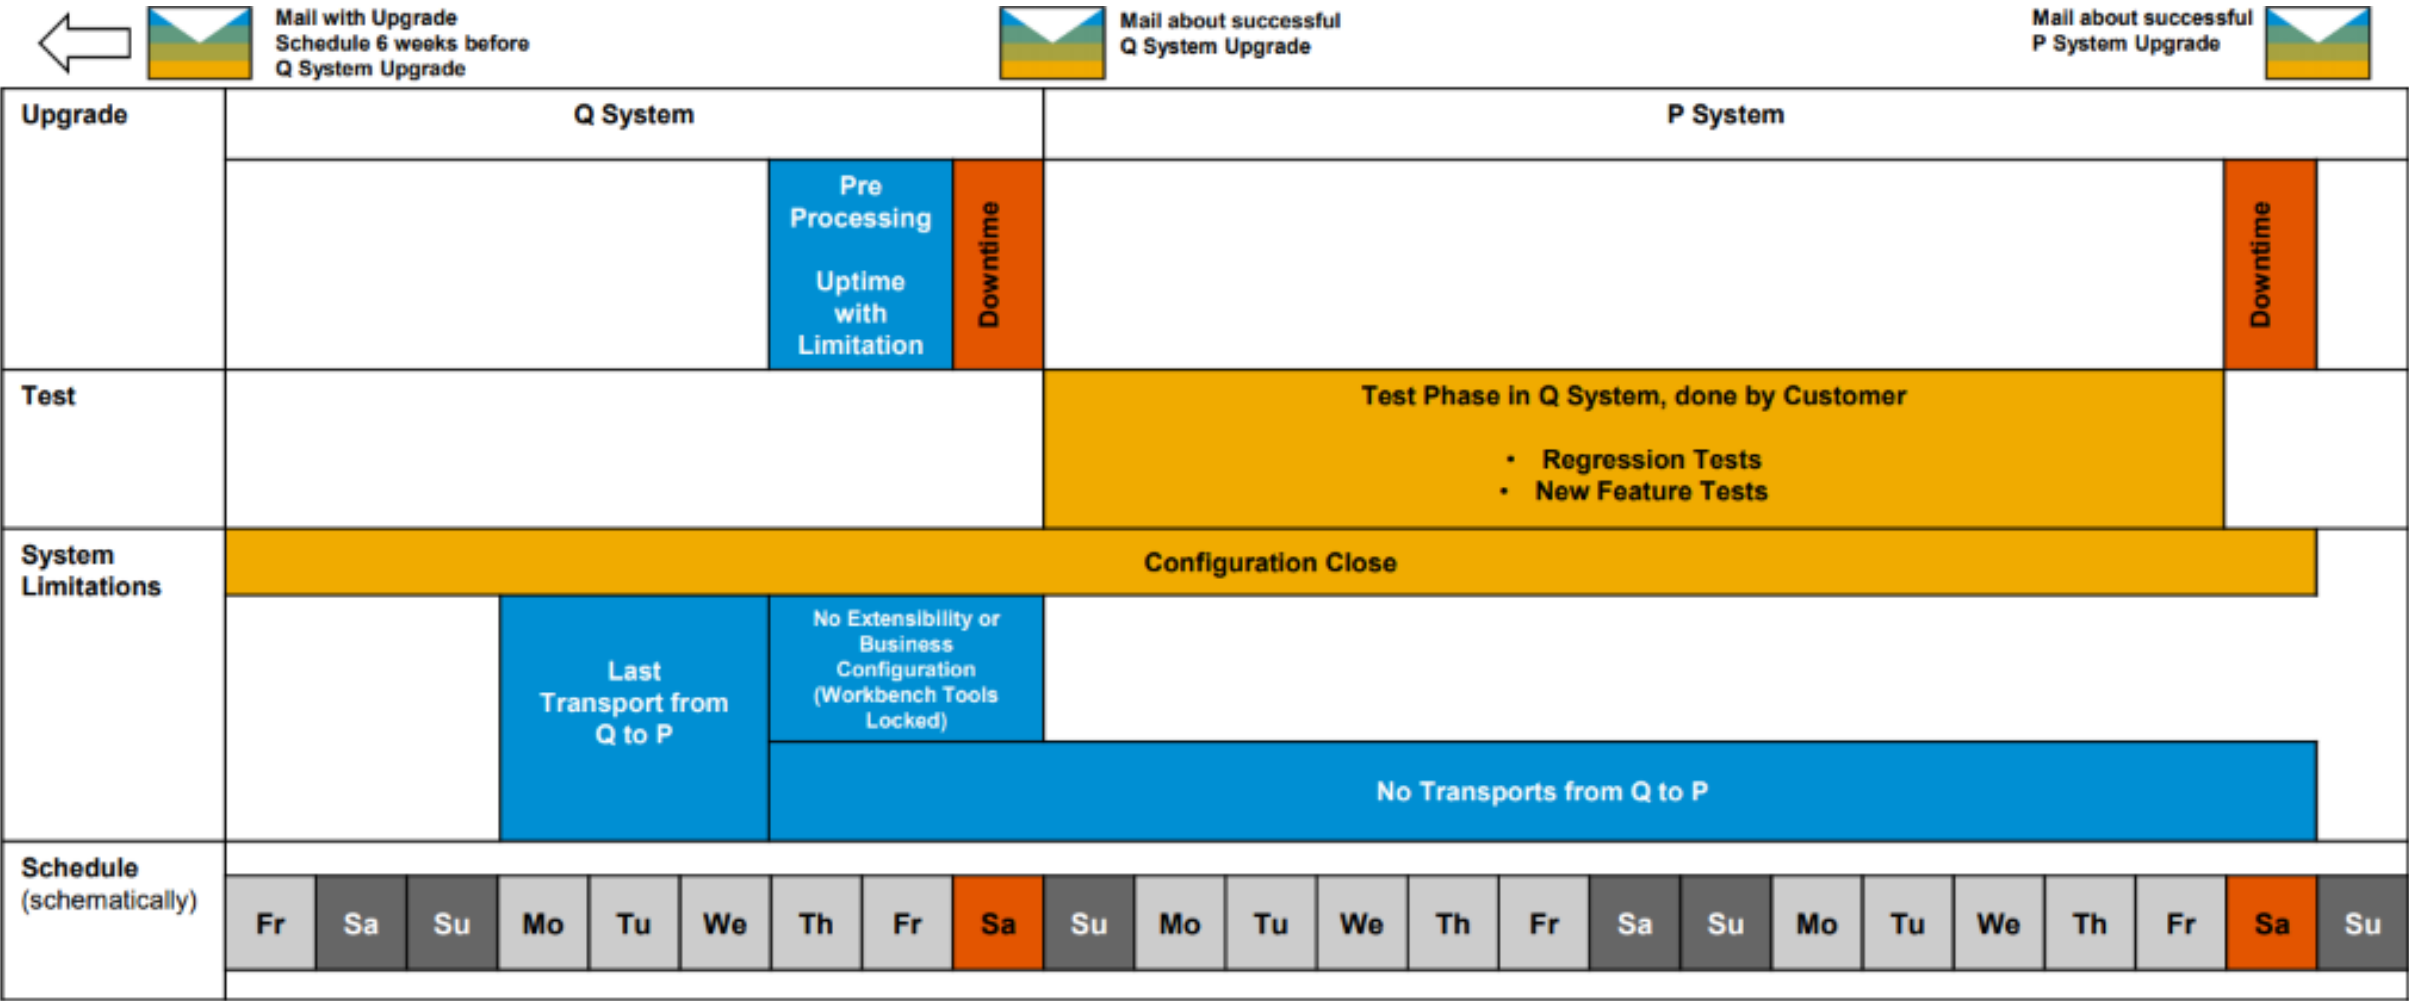 Mail with Upgrade
Schedule 6 weeks before
Q System Upgrade
Mail about successful
Q System Upgrade
Mail about successful
P System Upgrade
Upgrade
Q System
P System
Pre
Processing
Uptime
with
Limitation
Downtime
Downtime
Test
Test Phase in Q System, done by Customer
• Regression Tests
• New Feature Tests
System
Limitations
Configuration Close
Last
Transport from
Q to P
No Extensibility or
Business
Configuration
(Workbench Tools
Locked)
No Transports from Q to P
Schedule
(schematically)
Fr Sa Su Mo Tu We Th Fr Sa Su Mo Tu We Th Fr Sa Su Mo Tu We Th Fr Sa Su